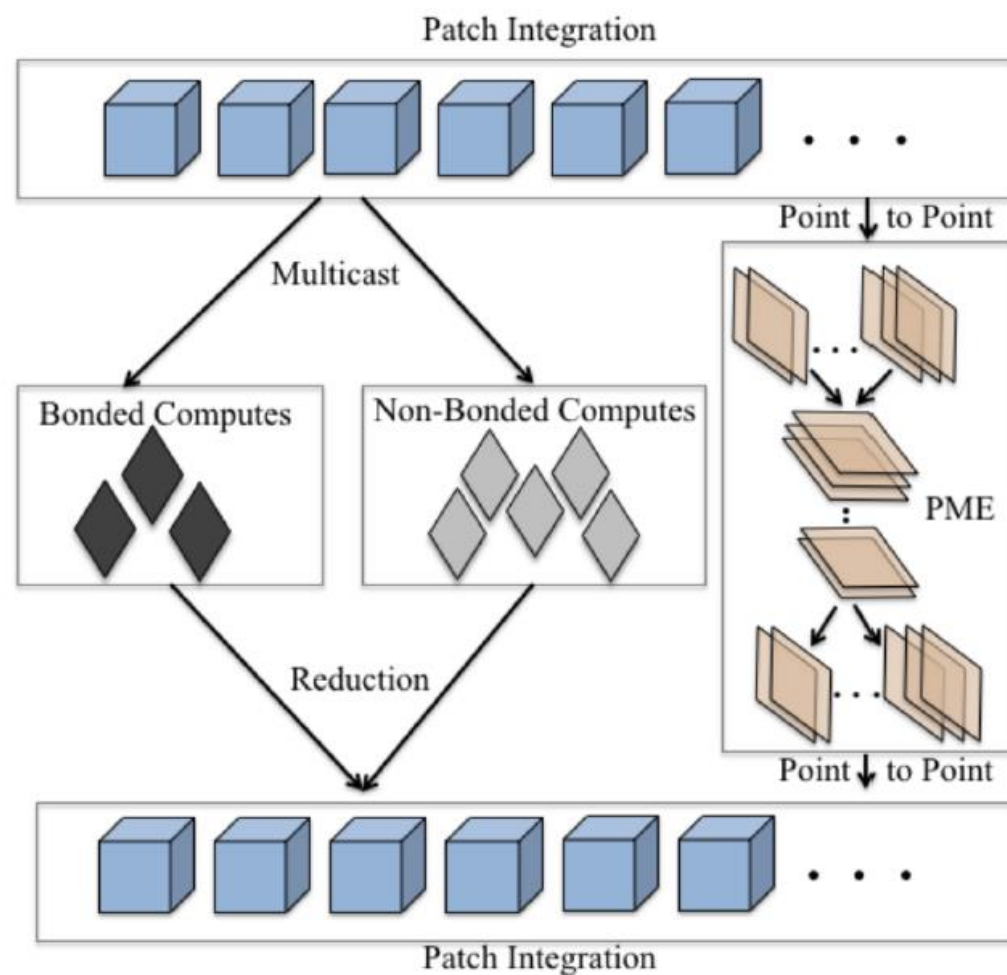 Patch Integration
Point to Point
Multicast
Bonded Computes
Non-Bonded Computes
PME
Reduction
Point to Point
Patch Integration